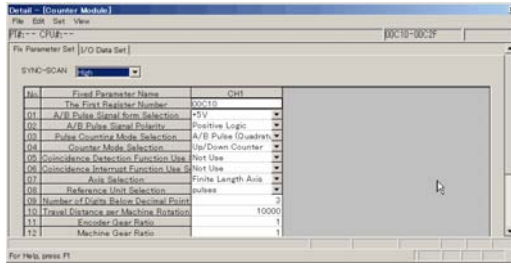 Detail - [Counter Module]
File Edit Set View
PT#:-- CPU#:-- 00C10-00C2F
Fix Parameter Set I/O Data Set
SYNC-SCAN High
No. Fixed Parameter Name CH1
The First Register Number 00C10
01 A/B Pulse Signal form Selection +5V
02 A/B Pulse Signal Polarity Positive Logic
03 Pulse Counting Mode Selection A/B Pulse (Quadratu
04 Counter Mode Selection Up/Down Counter
05 Coincidence Detection Function Use Not Use
06 Coincidence Interrupt Function Use S Not Use
07 Axis Selection Finite Length Axis
08 Reference Unit Selection pulses
09 Number of Digits Below Decimal Point 3
10 Travel Distance per Machine Rotation 10000
11 Encoder Gear Ratio 1
12 Machine Gear Ratio 1
For Help, press F1